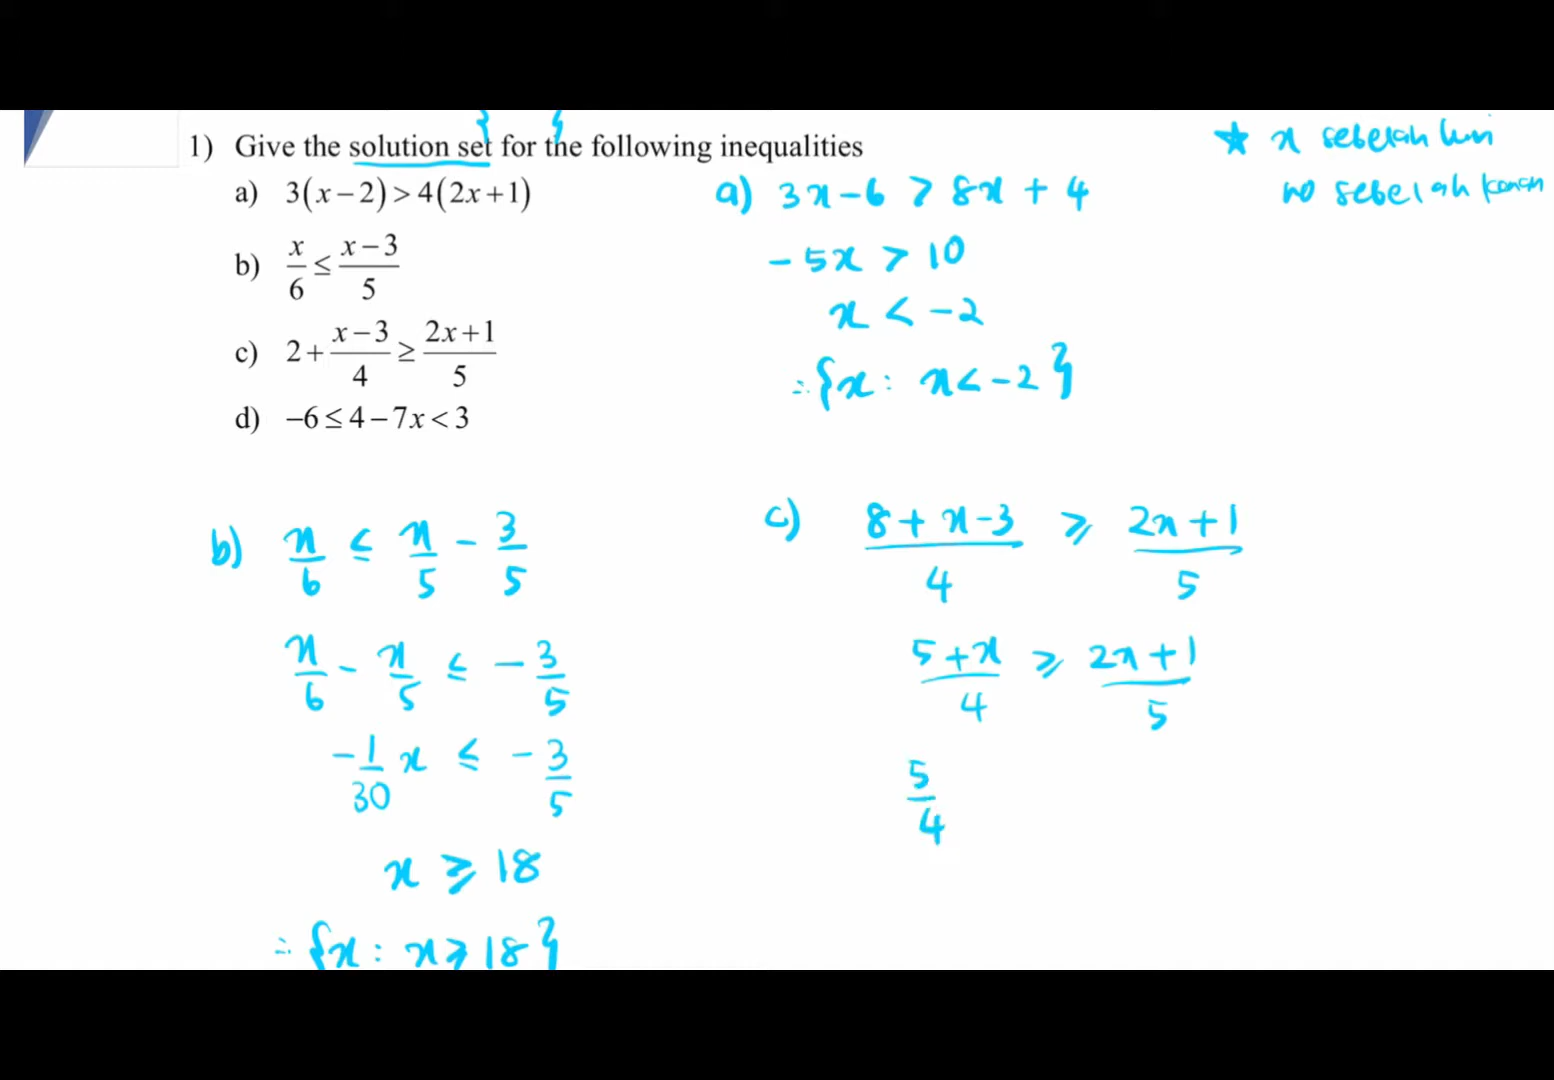 1) Give the solution set for the following inequalities
a) 3(x−2)>4(2x+1)
b) x/6 ≤ (x−3)/5
c) 2+(x−3)/4 ≥ (2x+1)/5
d) −6≤4−7x<3
{ }
★ x sebelah kiri
no sebelah kanan
a) 3x−6 > 8x + 4
−5x > 10
x < −2
∴ {x : x < −2}
b) x/6 ≤ x/5 − 3/5
x/6 − x/5 ≤ −3/5
−1/30 x ≤ −3/5
x ≥ 18
∴ {x : x ≥ 18}
c) (8+x−3)/4 ≥ (2x+1)/5
(5+x)/4 ≥ (2x+1)/5
5/4